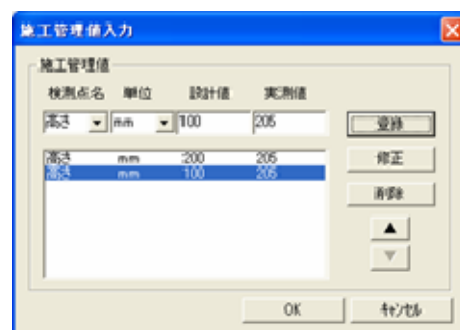 施工管理値入力
施工管理値
検測点名 単位 設計値 実測値
高さ mm 100 205 登録
高さ mm 200 205 修正
高さ mm 100 205
削除
▲
▼
OK キャンセル